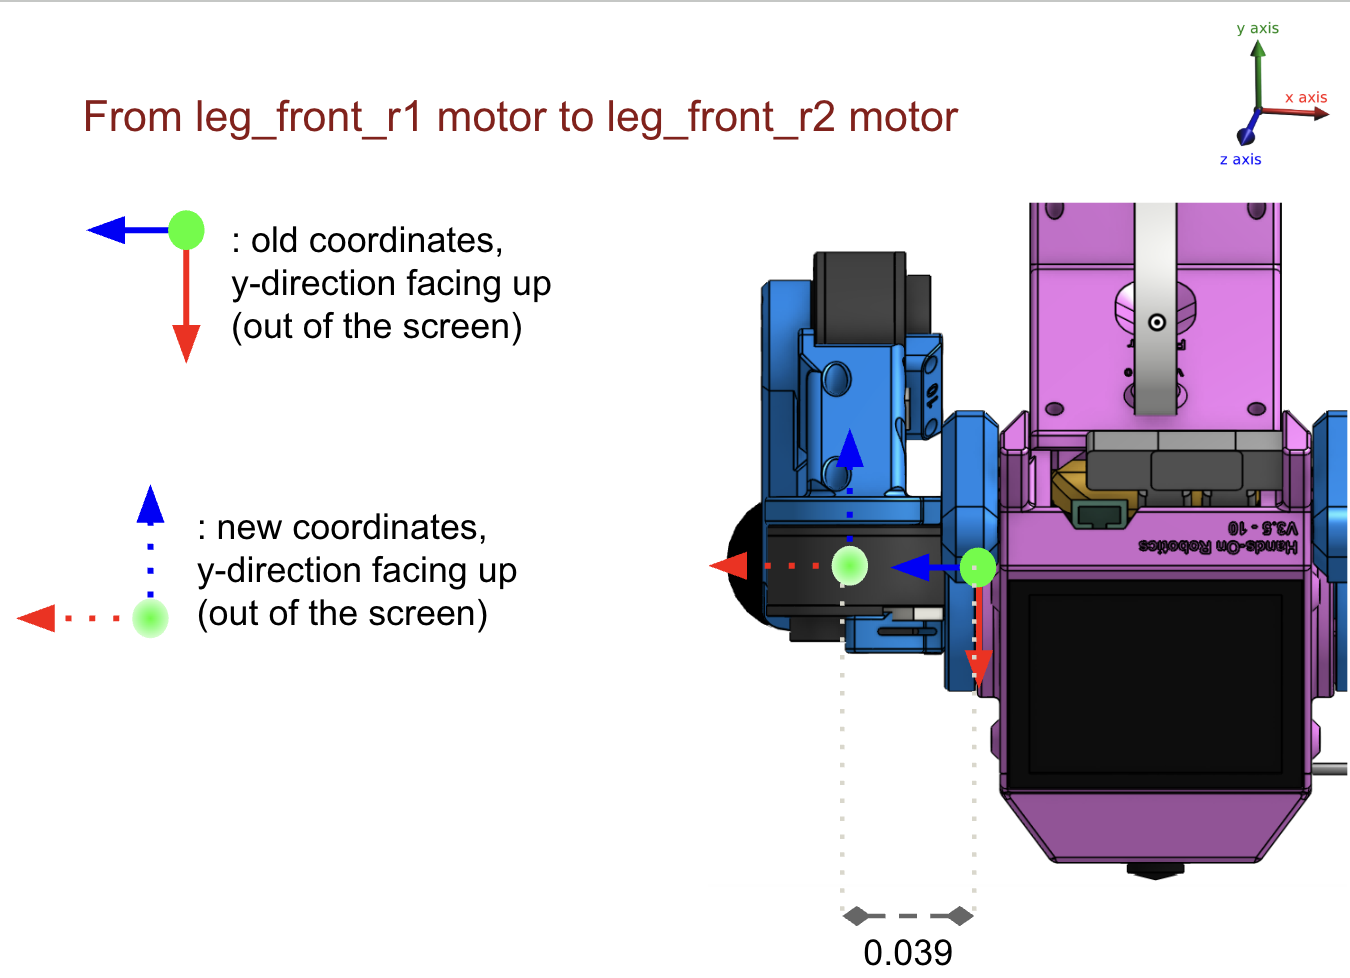 y axis
x axis
z axis
From leg_front_r1 motor to leg_front_r2 motor
: old coordinates,
y-direction facing up
(out of the screen)
10
: new coordinates,
y-direction facing up
(out of the screen)
V3.5 - 10
Hands-On Robotics
0.039